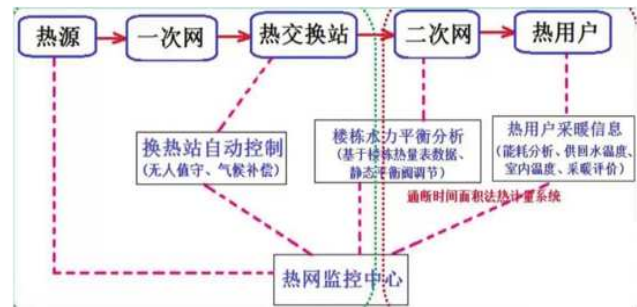 热源
一次网
热交换站
二次网
热用户
换热站自动控制
(无人值守、气候补偿)
楼栋水力平衡分析
(基于楼栋热量表数据、
静态平衡阀调节)
热用户采暖信息
(能耗分析、供回水温度、
室内温度、采暖评价)
通断时间面积法热计量系统
热网监控中心